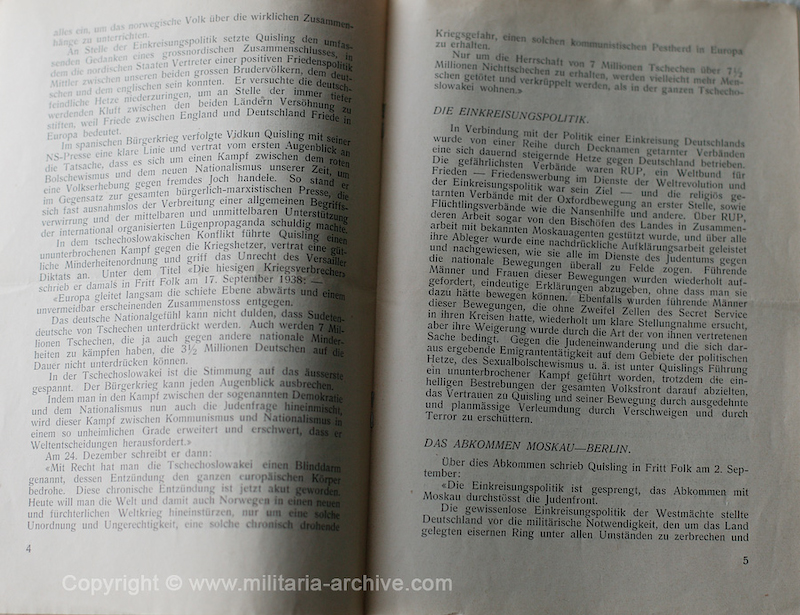 alles ein, um das norwegische Volk über die wirklichen Zusammen-
hänge zu unterrichten.
An Stelle der Einkreisungspolitik setzte Quisling den umfas-
senden Gedanken eines grossnordischen Zusammenschlusses, in
dem die nordischen Staaten Vertreter einer positiven Friedenspolitik
Mittler zwischen unseren beiden grossen Brudervölkern, dem deut-
schen und dem englischen sein könnten. Er versuchte die deutsch-
feindliche Hetze niederzuringen, um an Stelle der immer tiefer
werdenden Kluft zwischen den beiden Ländern Versöhnung zu
stiften, weil Friede zwischen England und Deutschland Friede in
Europa bedeutet.
Im spanischen Bürgerkrieg verfolgte Vidkun Quisling mit seiner
NS-Presse eine klare Linie und vertrat vom ersten Augenblick an
die Tatsache, dass es sich um einen Kampf zwischen dem roten
Bolschewismus und dem neuen Nationalismus unserer Zeit, um
eine Volkserhebung gegen fremdes Joch handele. So stand er
im Gegensatz zur gesamten bürgerlich-marxistischen Presse, die
sich fast ausnahmslos der Verbreitung einer allgemeinen Begriffs-
verwirrung und der mittelbaren und unmittelbaren Unterstützung
der international organisierten Lügenpropaganda schuldig machte.
In dem tschechoslowakischen Konflikt führte Quisling einen
ununterbrochenen Kampf gegen die Kriegshetzer, vertrat eine güt-
liche Minderheitenordnung und griff das Unrecht des Versailler
Diktats an. Unter dem Titel «Die hiesigen Kriegsverbrecher»
schrieb er damals in Fritt Folk am 17. September 1938: —
«Europa gleitet langsam die schiefe Ebene abwärts und einem
unvermeidbar erscheinenden Zusammenstoss entgegen.
Das deutsche Nationalgefühl kann nicht dulden, dass Sudeten-
deutsche von Tschechen unterdrückt werden. Auch werden 7 Mil-
lionen Tschechen, die ja auch gegen andere nationale Minder-
heiten zu kämpfen haben, die 3½ Millionen Deutschen auf die
Dauer nicht unterdrücken können.
In der Tschechoslowakei ist die Stimmung auf das äusserste
gespannt. Der Bürgerkrieg kann jeden Augenblick ausbrechen.
Indem man in den Kampf zwischen der sogenannten Demokratie
und dem Nationalismus nun auch die Judenfrage hineinmischt,
wird dieser Kampf zwischen Kommunismus und Nationalismus in
einem so unheimlichen Grade erweitert und erschwert, dass er
Weltentscheidungen herausfordert.»
Am 24. Dezember schreibt er dann:
«Mit Recht hat man die Tschechoslowakei einen Blinddarm
genannt, dessen Entzündung den ganzen europäischen Körper
bedrohe. Diese chronische Entzündung ist jetzt akut geworden.
Heute will man die Welt und damit auch Norwegen in einen neuen
und fürchterlichen Weltkrieg hineinstürzen, nur um eine solche
Unordnung und Ungerechtigkeit, eine solche chronisch drohende
4
Kriegsgefahr, einen solchen kommunistischen Pestherd in Europa
zu erhalten.
Nur um die Herrschaft von 7 Millionen Tschechen über 7½
Millionen Nichttschechen zu erhalten, werden vielleicht mehr Men-
schen getötet und verkrüppelt werden, als in der ganzen Tschecho-
slowakei wohnen.»
DIE EINKREISUNGSPOLITIK.
In Verbindung mit der Politik einer Einkreisung Deutschlands
wurde von einer Reihe durch Decknamen getarnter Verbänden
eine sich dauernd steigernde Hetze gegen Deutschland betrieben.
Die gefährlichsten Verbände waren RUP, ein Weltbund für
Frieden — Friedenswerbung im Dienste der Weltrevolution und
der Einkreisungspolitik war sein Ziel — und die religiös ge-
tarnten Verbände mit der Oxfordbewegung an erster Stelle, sowie
Flüchtlingsverbände wie die Nansenhilfe und andere. Über RUP,
deren Arbeit sogar von den Bischöfen des Landes in Zusammen-
arbeit mit bekannten Moskauagenten gestützt wurde, und über alle
ihre Ableger wurde eine nachdrückliche Aufklärungsarbeit geleistet
und nachgewiesen, wie sie alle im Dienste des Judentums gegen
die nationale Bewegungen überall zu Felde zogen. Führende
Männer und Frauen dieser Bewegungen wurden wiederholt auf-
gefordert, eindeutige Erklärungen abzugeben, ohne dass man sie
dazu hätte bewegen können. Ebenfalls wurden führende Männer
dieser Bewegungen, die ohne Zweifel Zellen des Secret Service
in ihren Kreisen hatte, wiederholt um klare Stellungnahme ersucht,
aber ihre Weigerung wurde durch die Art der von ihnen vertretenen
Sache bedingt. Gegen die Judeneinwanderung und die sich dar-
aus ergebende Emigrantentätigkeit auf dem Gebiete der politischen
Hetze, des Sexualbolschewismus u. ä. ist unter Quislings Führung
ein ununterbrochener Kampf geführt worden, trotzdem die ein-
helligen Bestrebungen der gesamten Volksfront darauf abzielten,
das Vertrauen zu Quisling und seiner Bewegung durch ausgedehnte
und planmässige Verleumdung durch Verschweigen und durch
Terror zu erschüttern.
DAS ABKOMMEN MOSKAU—BERLIN.
Über dies Abkommen schrieb Quisling in Fritt Folk am 2. Sep-
tember:
«Die Einkreisungspolitik ist gesprengt, das Abkommen mit
Moskau durchstösst die Judenfront.
Die gewissenlose Einkreisungspolitik der Westmächte stellte
Deutschland vor die militärische Notwendigkeit, den um das Land
gelegten eisernen Ring unter allen Umständen zu zerbrechen und
5
Copyright © www.militaria-archive.com